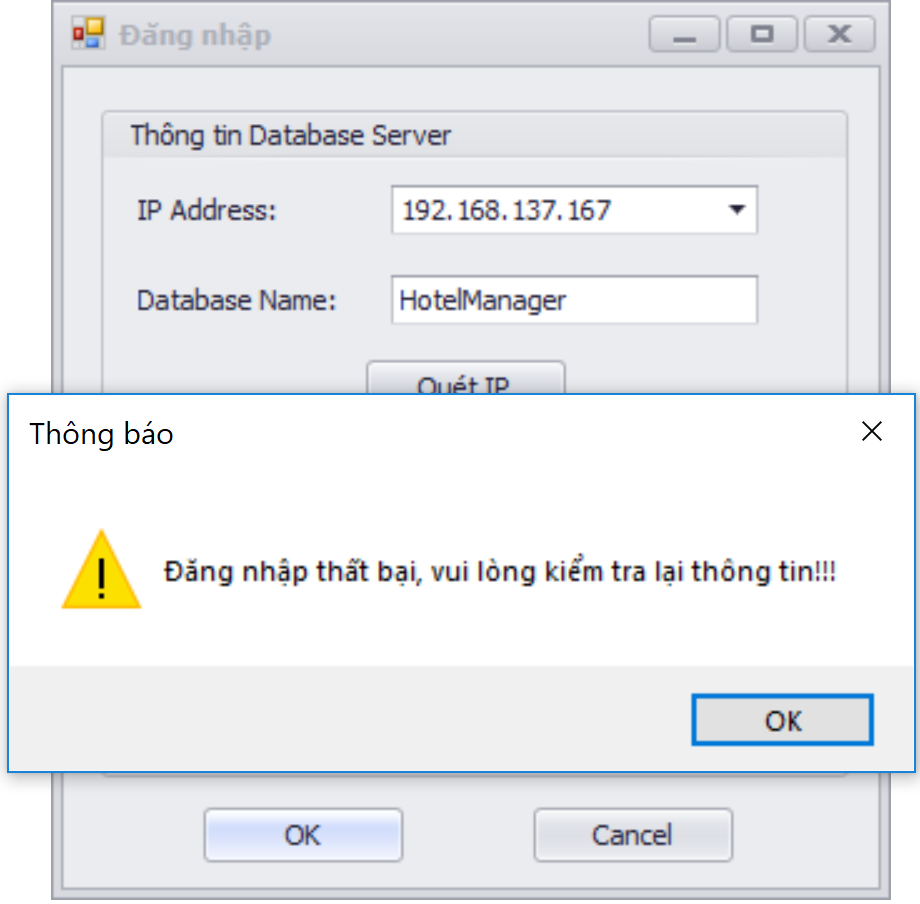 Đăng nhập
Thông tin Database Server
IP Address:
192.168.137.167
Database Name:
HotelManager
Quét IP
Thông báo
Đăng nhập thất bại, vui lòng kiểm tra lại thông tin!!!
OK
OK
Cancel